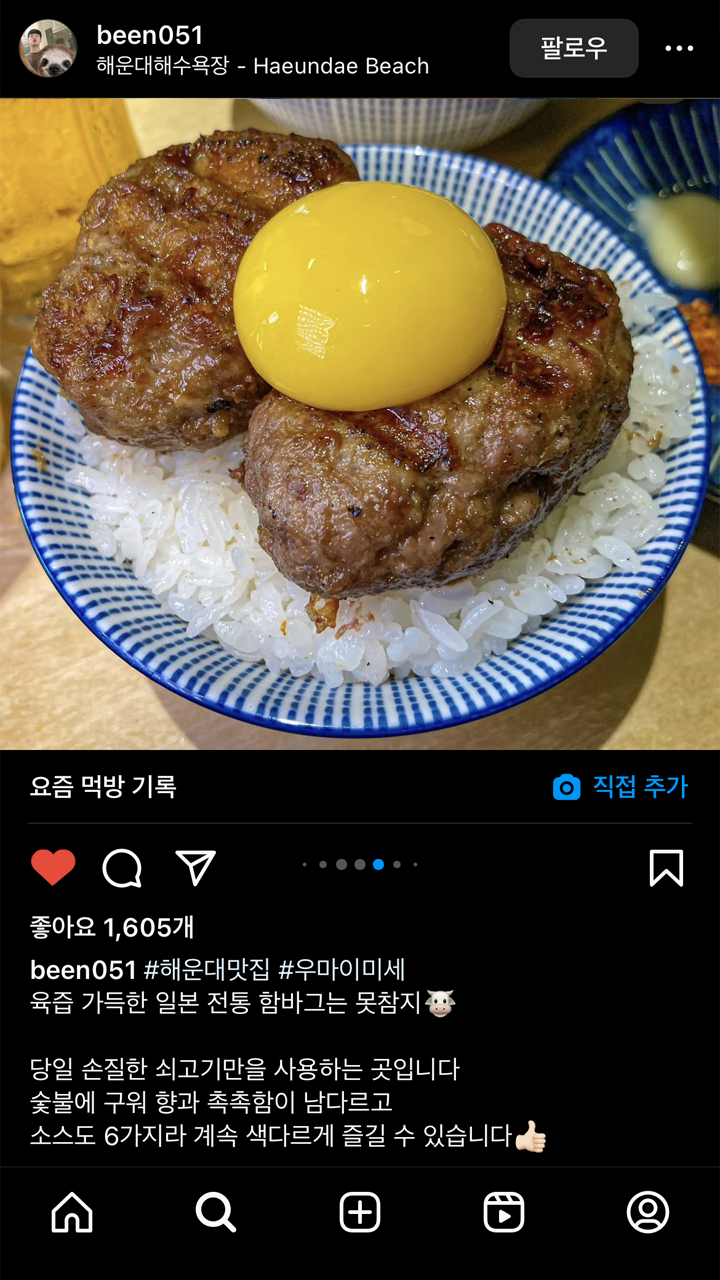 been051
해운대해수욕장 - Haeundae Beach
팔로우
요즘 먹방 기록
직접 추가
좋아요 1,605개
been051 #해운대맛집 #우마이미세
육즙 가득한 일본 전통 함바그는 못참지🐮
당일 손질한 쇠고기만을 사용하는 곳입니다
숯불에 구워 향과 촉촉함이 남다르고
소스도 6가지라 계속 색다르게 즐길 수 있습니다👍🏻